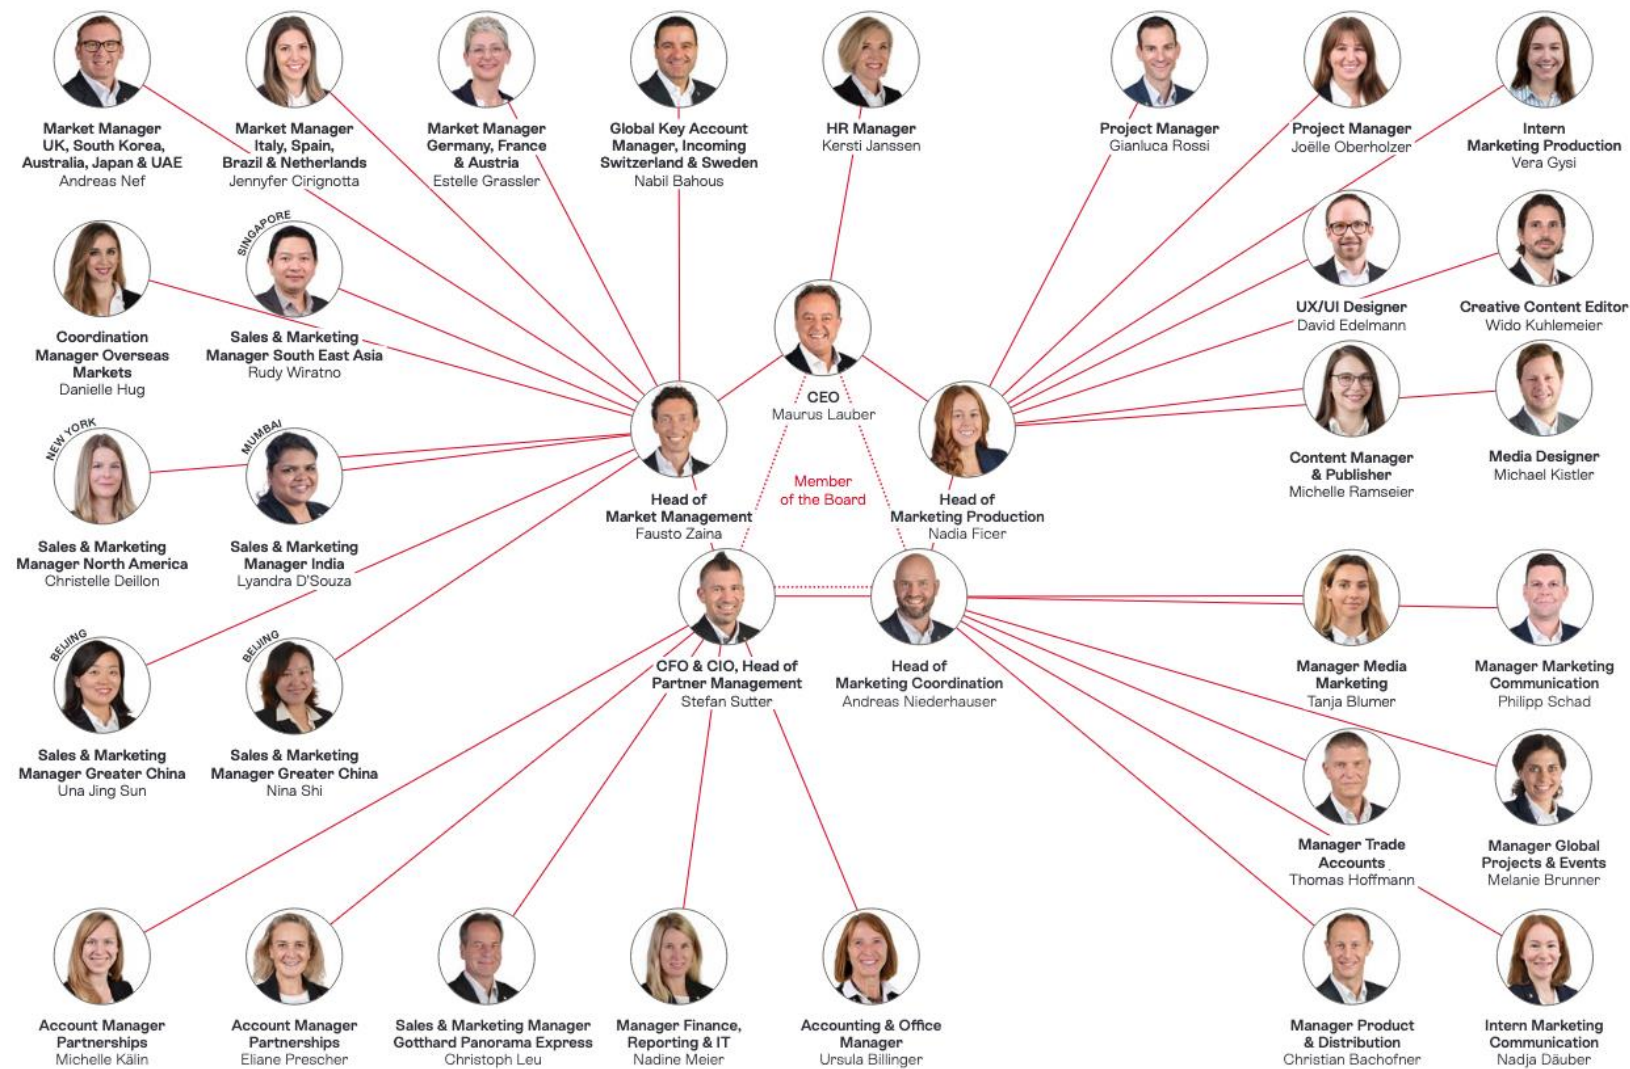 Market Manager
UK, South Korea,
Australia, Japan & UAE
Andreas Nef
Market Manager
Italy, Spain,
Brazil & Netherlands
Jennyfer Cirignotta
Market Manager
Germany, France
& Austria
Estelle Grassler
Global Key Account
Manager, Incoming
Switzerland & Sweden
Nabil Bahous
HR Manager
Kersti Janssen
Project Manager
Gianluca Rossi
Project Manager
Joëlle Oberholzer
Intern
Marketing Production
Vera Gysi
Coordination
Manager Overseas
Markets
Danielle Hug
SINGAPORE
Sales & Marketing
Manager South East Asia
Rudy Wiratno
CEO
Maurus Lauber
UX/UI Designer
David Edelmann
Creative Content Editor
Wido Kuhlemeier
NEW YORK
Sales & Marketing
Manager North America
Christelle Deillon
MUMBAI
Sales & Marketing
Manager India
Lyandra D'Souza
Head of
Market Management
Fausto Zaina
Member
of the Board
Head of
Marketing Production
Nadia Ficer
Content Manager
& Publisher
Michelle Ramseier
Media Designer
Michael Kistler
BEIJING
Sales & Marketing
Manager Greater China
Una Jing Sun
BEIJING
Sales & Marketing
Manager Greater China
Nina Shi
CFO & CIO, Head of
Partner Management
Stefan Sutter
Head of
Marketing Coordination
Andreas Niederhauser
Manager Media
Marketing
Tanja Blumer
Manager Marketing
Communication
Philipp Schad
Manager Trade
Accounts
Thomas Hoffmann
Manager Global
Projects & Events
Melanie Brunner
Account Manager
Partnerships
Michelle Kälin
Account Manager
Partnerships
Eliane Prescher
Sales & Marketing Manager
Gotthard Panorama Express
Christoph Leu
Manager Finance,
Reporting & IT
Nadine Meier
Accounting & Office
Manager
Ursula Billinger
Manager Product
& Distribution
Christian Bachofner
Intern Marketing
Communication
Nadja Däuber